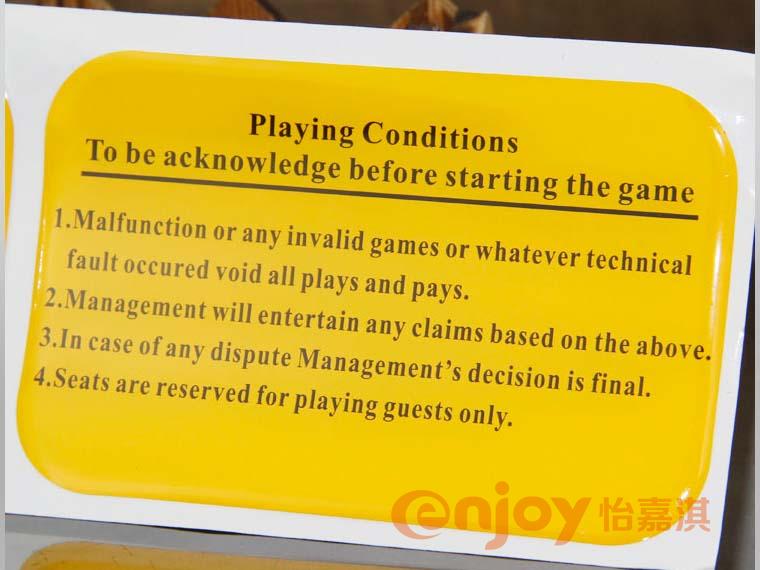 Playing Conditions
To be acknowledge before starting the game
1.Malfunction or any invalid games or whatever technical
fault occured void all plays and pays.
2.Management will entertain any claims based on the above.
3.In case of any dispute Management's decision is final.
4.Seats are reserved for playing guests only.
enjoy 怡嘉淇